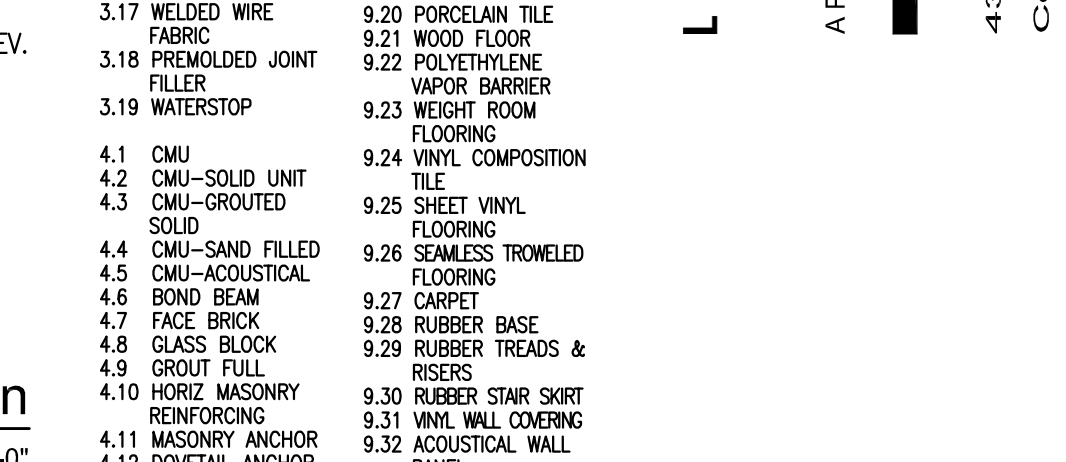 EV.
n
-0"
3.17 WELDED WIRE
FABRIC
3.18 PREMOLDED JOINT
FILLER
3.19 WATERSTOP
4.1 CMU
4.2 CMU-SOLID UNIT
4.3 CMU-GROUTED
SOLID
4.4 CMU-SAND FILLED
4.5 CMU-ACOUSTICAL
4.6 BOND BEAM
4.7 FACE BRICK
4.8 GLASS BLOCK
4.9 GROUT FULL
4.10 HORIZ MASONRY
REINFORCING
4.11 MASONRY ANCHOR
4.12 DOVETAIL ANCHOR
9.20 PORCELAIN TILE
9.21 WOOD FLOOR
9.22 POLYETHYLENE
VAPOR BARRIER
9.23 WEIGHT ROOM
FLOORING
9.24 VINYL COMPOSITION
TILE
9.25 SHEET VINYL
FLOORING
9.26 SEAMLESS TROWELED
FLOORING
9.27 CARPET
9.28 RUBBER BASE
9.29 RUBBER TREADS &
RISERS
9.30 RUBBER STAIR SKIRT
9.31 VINYL WALL COVERING
9.32 ACOUSTICAL WALL
PANEL
L
43